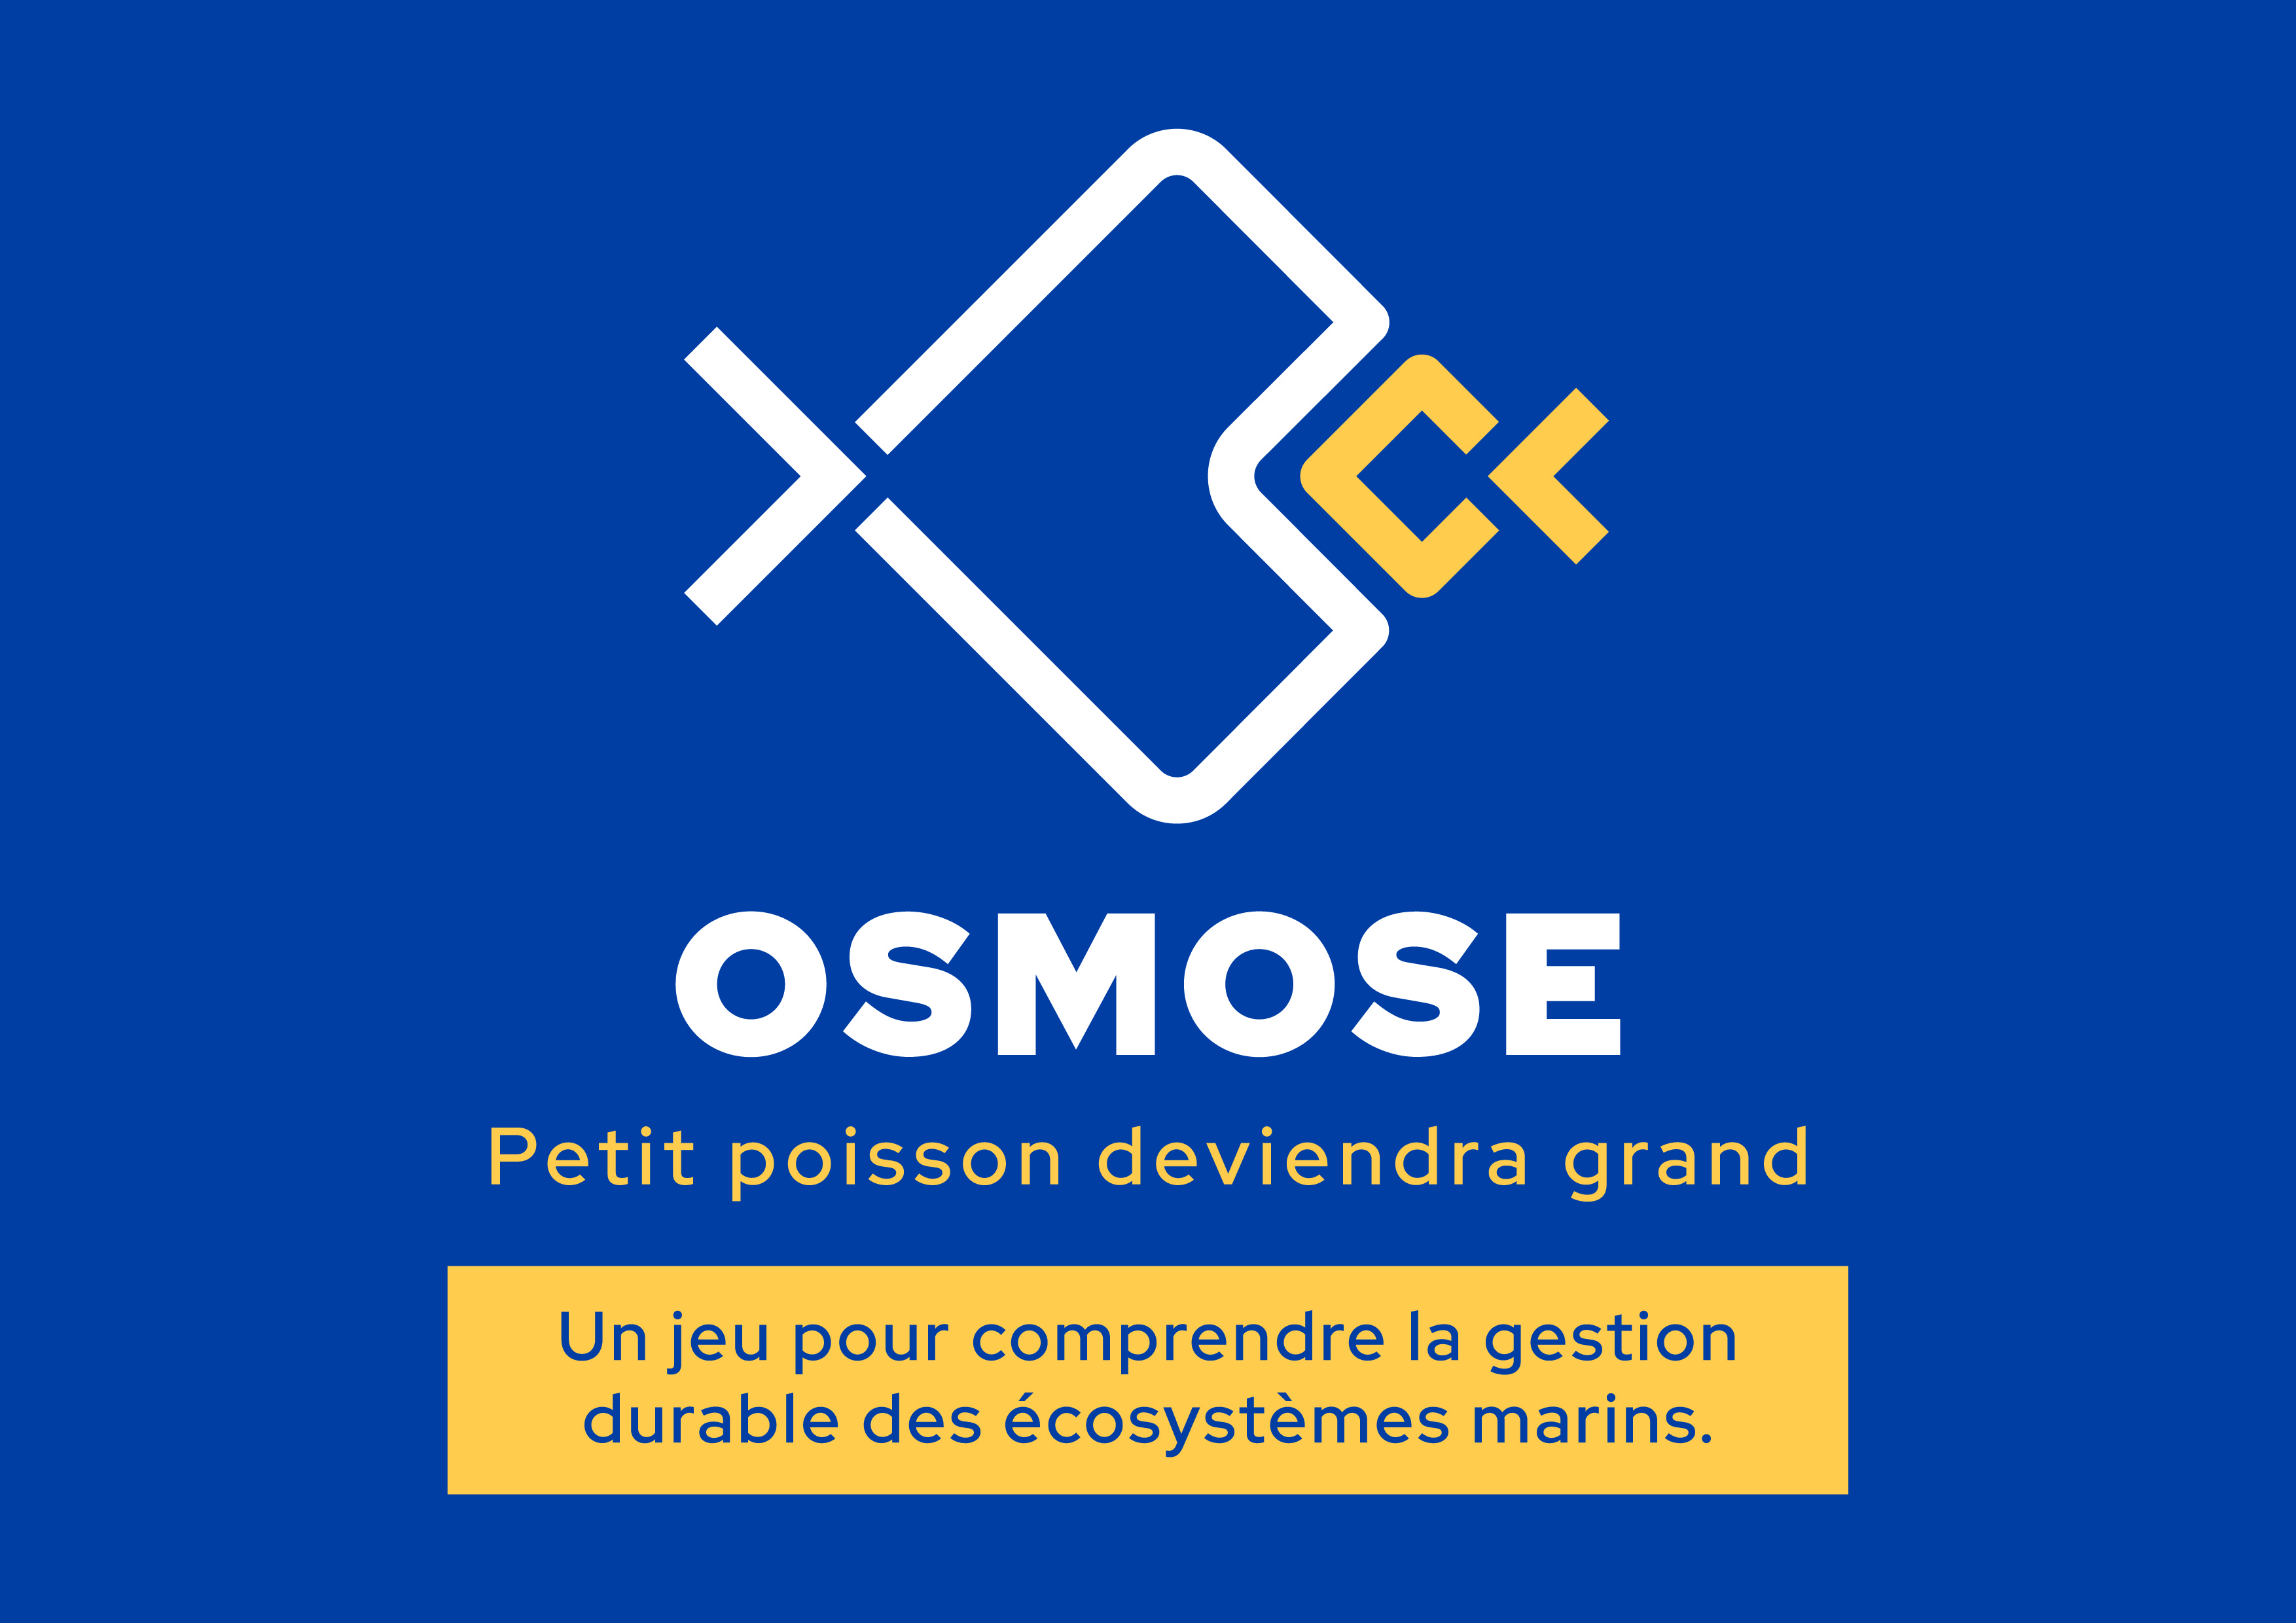 OSMOSE
Petit poisson deviendra grand
Un jeu pour comprendre la gestion
durable des écosystèmes marins.